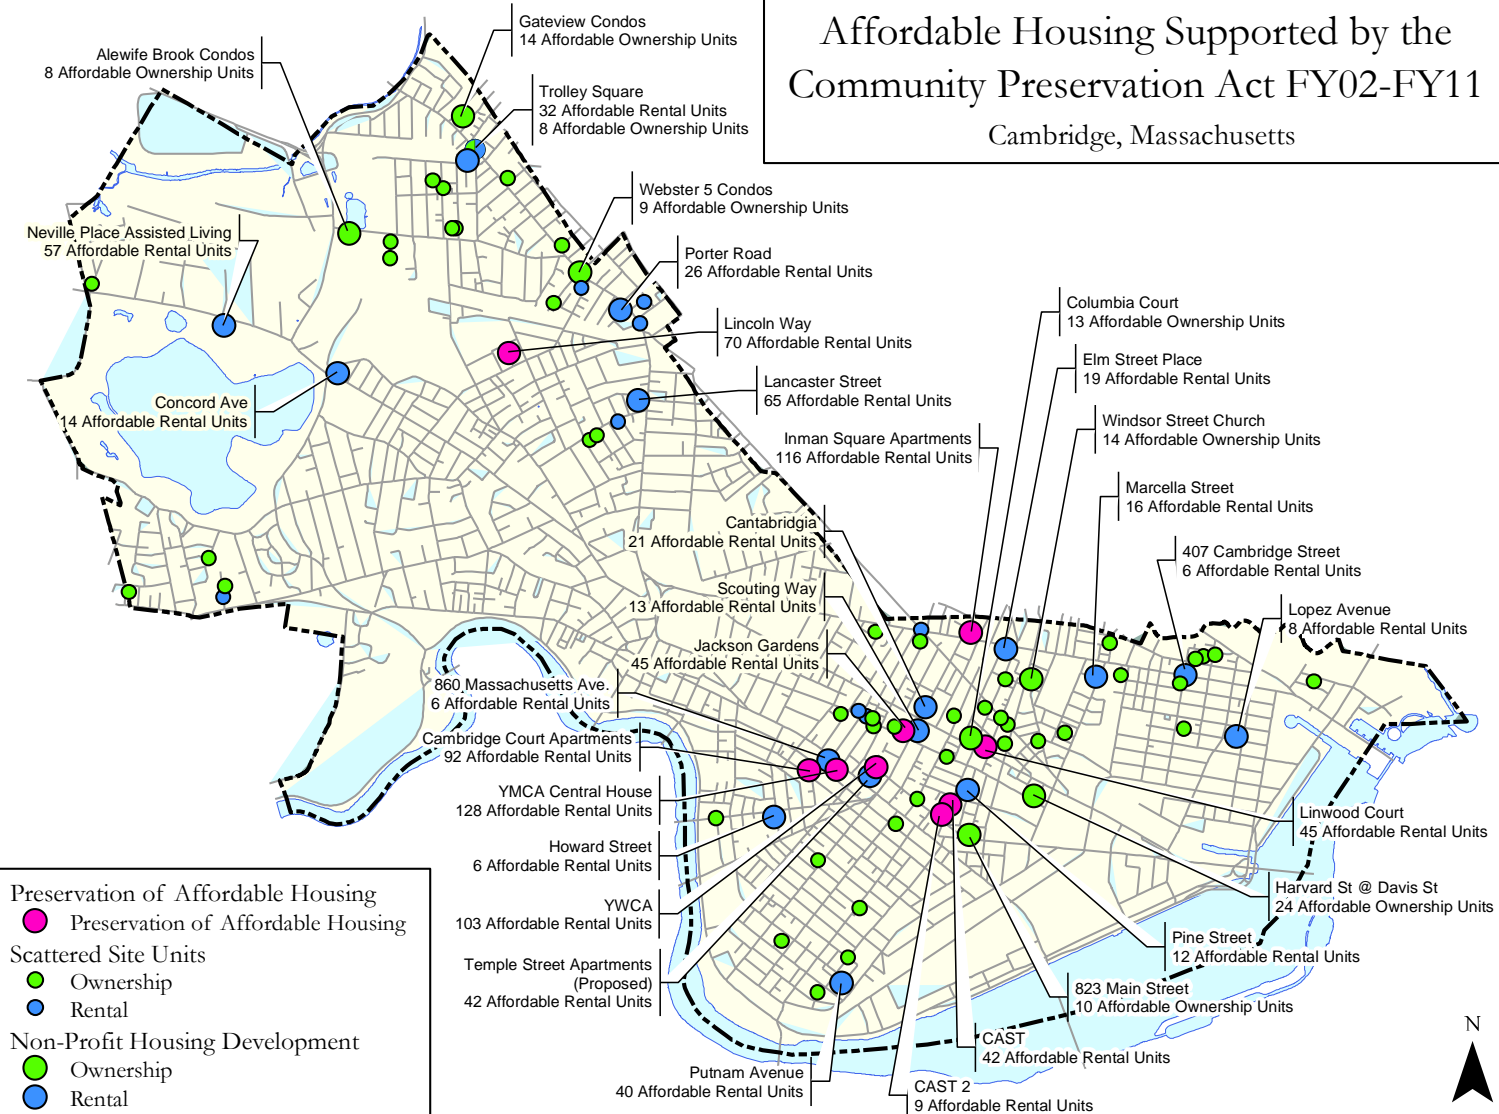 Affordable Housing Supported by the
Community Preservation Act FY02-FY11
Cambridge, Massachusetts
Gateview Condos
14 Affordable Ownership Units
Alewife Brook Condos
8 Affordable Ownership Units
Trolley Square
32 Affordable Rental Units
8 Affordable Ownership Units
Webster 5 Condos
9 Affordable Ownership Units
Neville Place Assisted Living
57 Affordable Rental Units
Porter Road
26 Affordable Rental Units
Columbia Court
13 Affordable Ownership Units
Lincoln Way
70 Affordable Rental Units
Elm Street Place
19 Affordable Rental Units
Lancaster Street
65 Affordable Rental Units
Concord Ave
14 Affordable Rental Units
Windsor Street Church
14 Affordable Ownership Units
Inman Square Apartments
116 Affordable Rental Units
Marcella Street
16 Affordable Rental Units
Cantabridgia
21 Affordable Rental Units
407 Cambridge Street
6 Affordable Rental Units
Scouting Way
13 Affordable Rental Units
Lopez Avenue
8 Affordable Rental Units
Jackson Gardens
45 Affordable Rental Units
860 Massachusetts Ave.
6 Affordable Rental Units
Cambridge Court Apartments
92 Affordable Rental Units
YMCA Central House
128 Affordable Rental Units
Linwood Court
45 Affordable Rental Units
Howard Street
6 Affordable Rental Units
Harvard St @ Davis St
24 Affordable Ownership Units
YWCA
103 Affordable Rental Units
Pine Street
12 Affordable Rental Units
Temple Street Apartments
(Proposed)
42 Affordable Rental Units
823 Main Street
10 Affordable Ownership Units
CAST
42 Affordable Rental Units
Putnam Avenue
40 Affordable Rental Units
CAST 2
9 Affordable Rental Units
Preservation of Affordable Housing
Preservation of Affordable Housing
Scattered Site Units
Ownership
Rental
Non-Profit Housing Development
Ownership
Rental
N